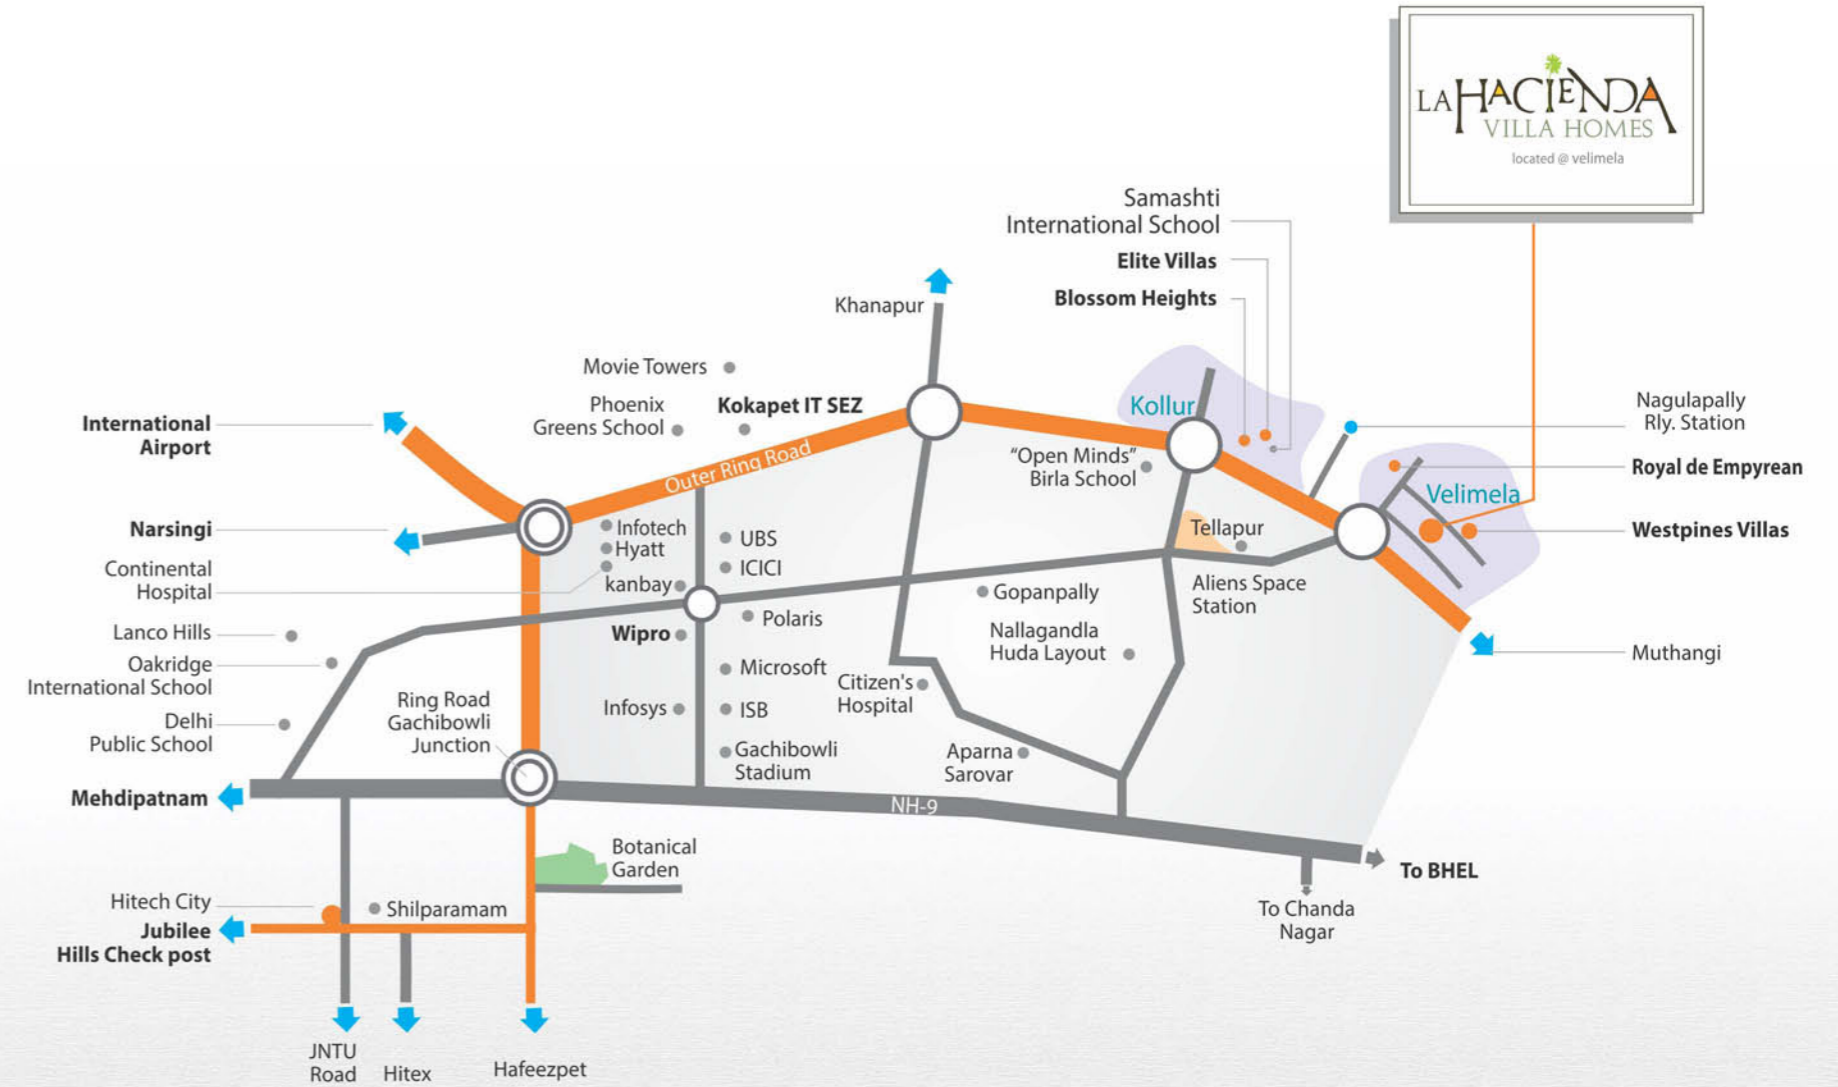 LA HACIENDA
VILLA HOMES
located @ velimela
Samashti
International School
Elite Villas
Blossom Heights
Khanapur
Movie Towers
Phoenix
Greens School
Kokapet IT SEZ
Kollur
Nagulapally
Rly. Station
International
Airport
Outer Ring Road
“Open Minds”
Birla School
Royal de Empyrean
Velimela
Narsingi
Infotech
Hyatt
UBS
ICICI
Tellapur
Westpines Villas
Continental
Hospital
kanbay
Polaris
Gopanpally
Aliens Space
Station
Lanco Hills
Wipro
Nallagandla
Huda Layout
Muthangi
Oakridge
International School
Microsoft
Citizen's
Hospital
Ring Road
Gachibowli
Junction
Infosys
ISB
Delhi
Public School
Gachibowli
Stadium
Aparna
Sarovar
Mehdipatnam
NH-9
Botanical
Garden
To BHEL
Hitech City
Shilparamam
To Chanda
Nagar
Jubilee
Hills Check post
JNTU
Road
Hitex
Hafeezpet